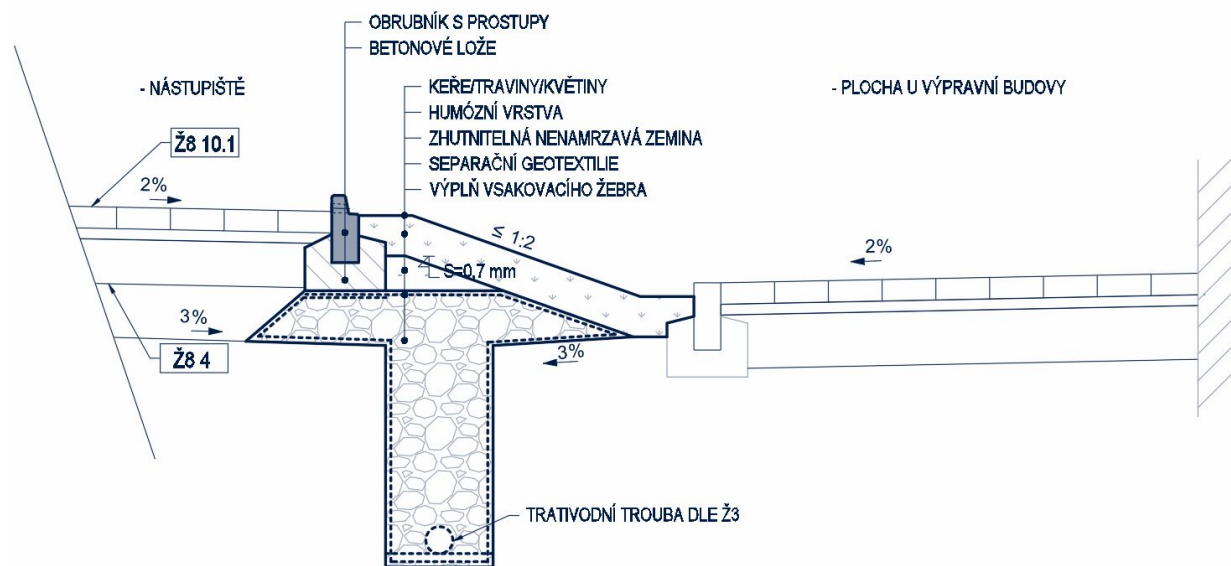 OBRUBNÍK S PROSTUPY
BETONOVÉ LOŽE
- NÁSTUPIŠTĚ
KEŘE/TRAVINY/KVĚTINY
- PLOCHA U VÝPRAVNÍ BUDOVY
HUMÓZNÍ VRSTVA
ZHUTNITELNÁ NENAMRZAVÁ ZEMINA
Ž8 10.1
SEPARAČNÍ GEOTEXTILIE
VÝPLŇ VSAKOVACÍHO ŽEBRA
2%
≤ 1:2
2%
S=0,7 mm
3%
3%
Ž8 4
TRATIVODNÍ TROUBA DLE Ž3